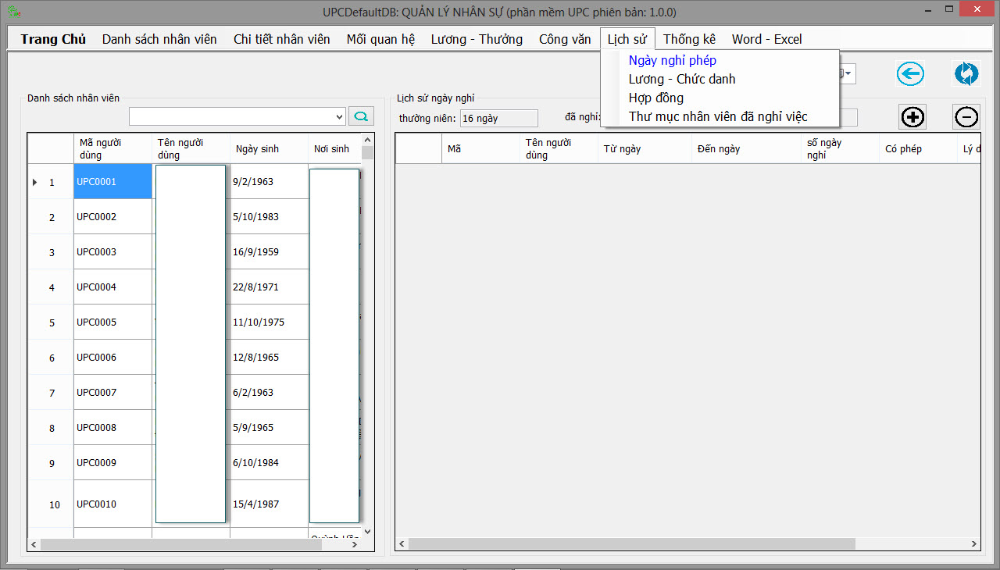 UPCDefaultDB: QUẢN LÝ NHÂN SỰ (phần mềm UPC phiên bản: 1.0.0)
Trang Chủ Danh sách nhân viên Chi tiết nhân viên Mối quan hệ Lương - Thưởng Công văn Lịch sử Thống kê Word - Excel
Ngày nghỉ phép
Lương - Chức danh
Hợp đồng
Thư mục nhân viên đã nghỉ việc
Danh sách nhân viên
Lịch sử ngày nghỉ
thường niên: 16 ngày đã nghỉ:
Mã người dùng Tên người dùng Ngày sinh Nơi sinh
1 UPC0001 9/2/1963
2 UPC0002 5/10/1983
3 UPC0003 16/9/1959
4 UPC0004 22/8/1971
5 UPC0005 11/10/1975
6 UPC0006 12/8/1965
7 UPC0007 6/2/1963
8 UPC0008 5/9/1965
9 UPC0009 6/10/1984
10 UPC0010 15/4/1987
Mã Tên người dùng Từ ngày Đến ngày số ngày nghỉ Có phép Lý